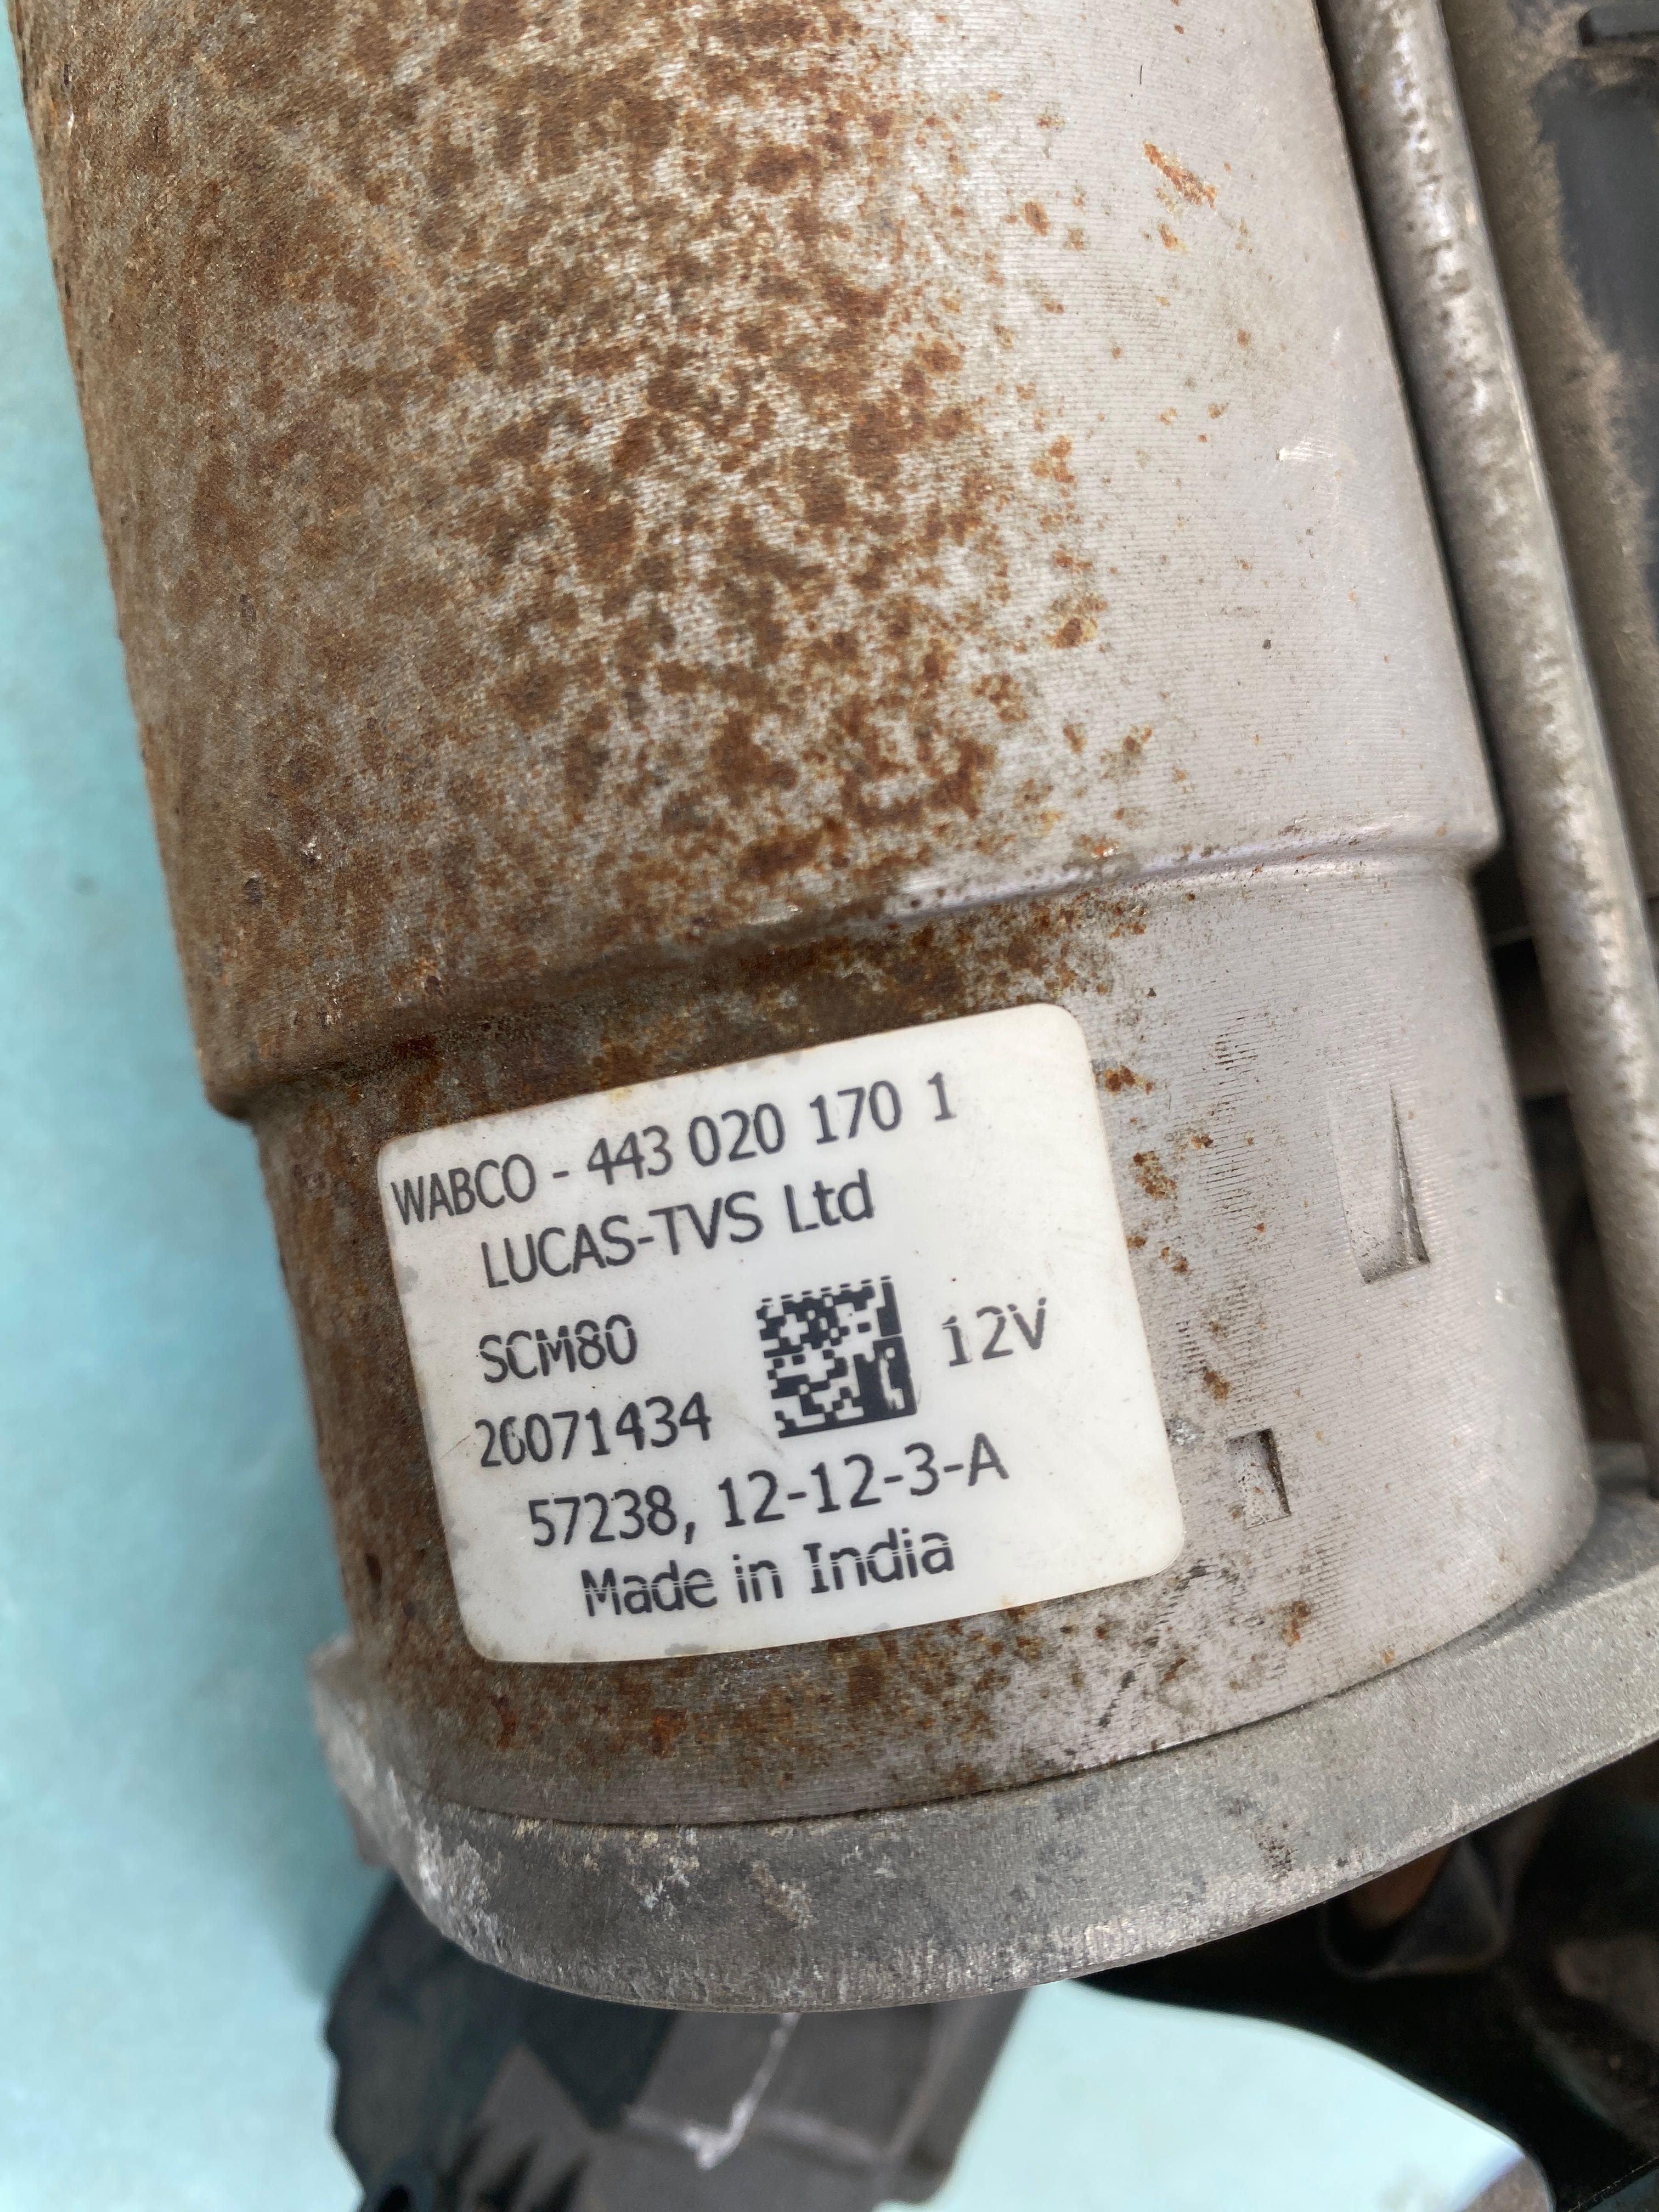 WABCO - 443 020 170 1
LUCAS-TVS Ltd
SCM80 12V
26071434
57238, 12-12-3-A
Made in India